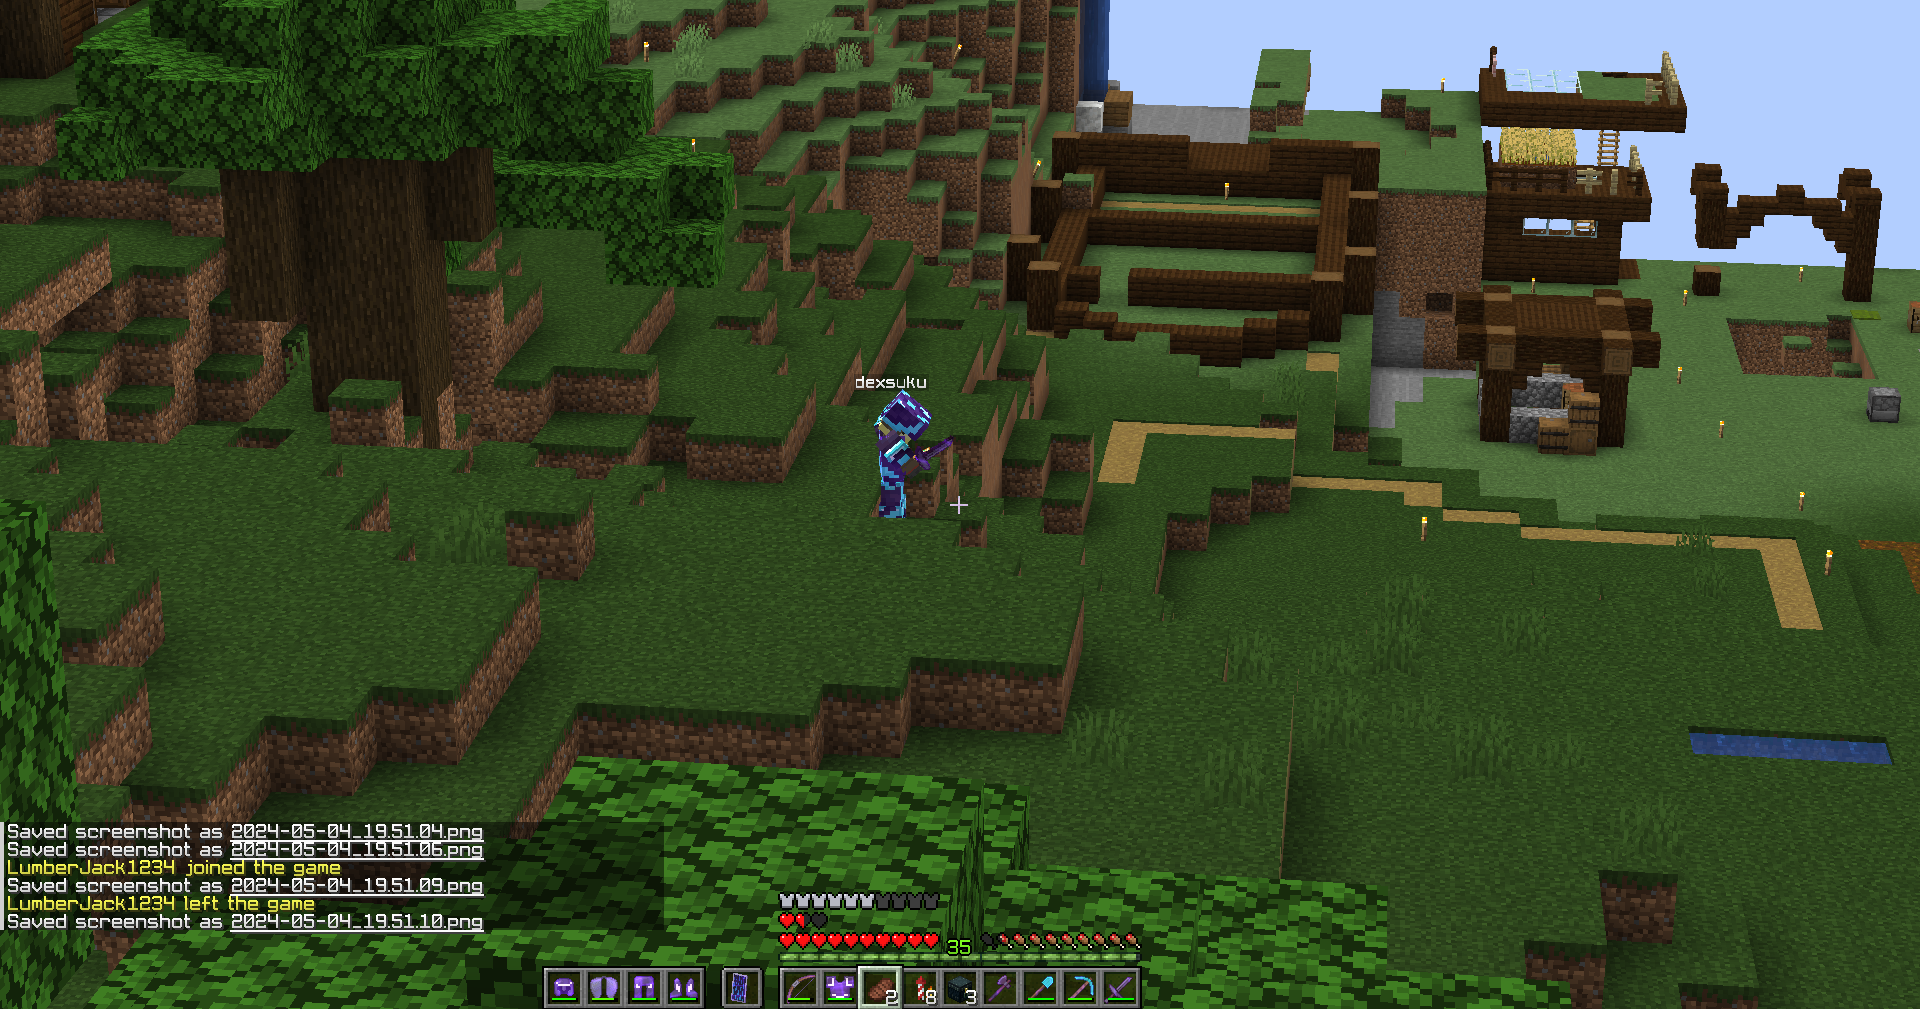 dexsuku
Saved screenshot as 2024-05-04_19.51.04.png
Saved screenshot as 2024-05-04_19.51.06.png
LumberJack1234 joined the game
Saved screenshot as 2024-05-04_19.51.09.png
LumberJack1234 left the game
Saved screenshot as 2024-05-04_19.51.10.png
35
2 8 3